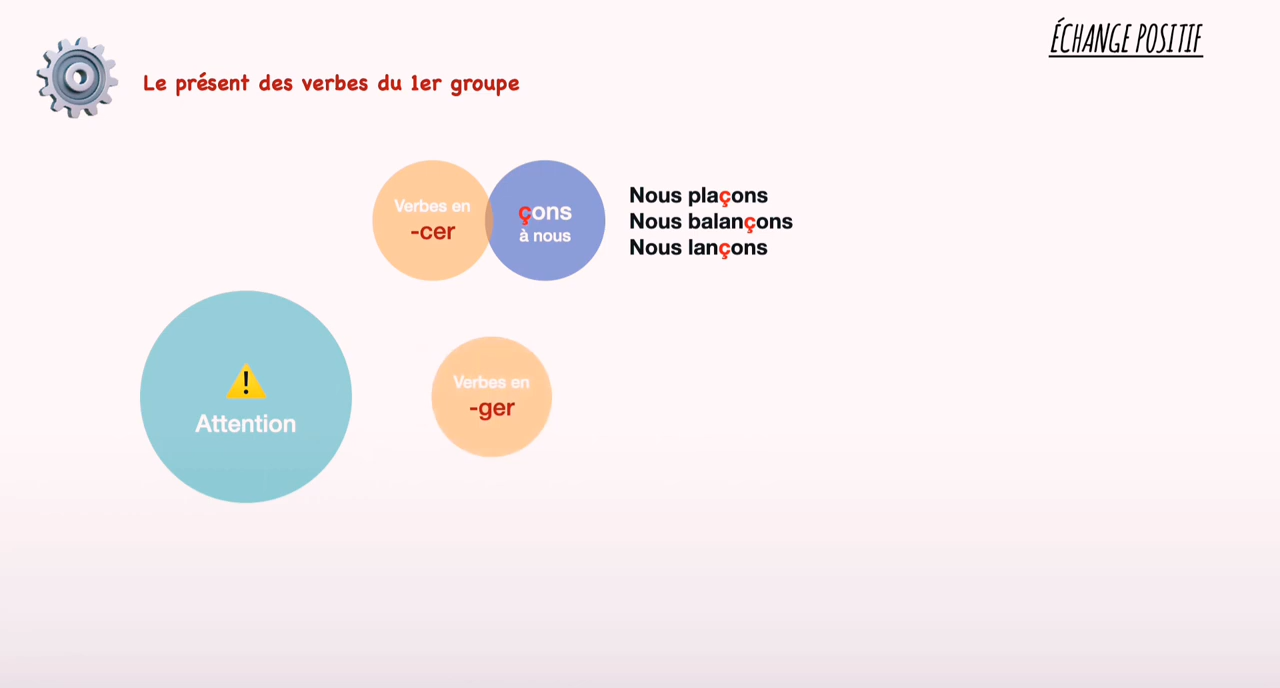 ÉCHANGE POSITIF
Le présent des verbes du 1er groupe
Verbes en
-cer
çons
à nous
Nous plaçons
Nous balançons
Nous lançons
Attention
Verbes en
-ger